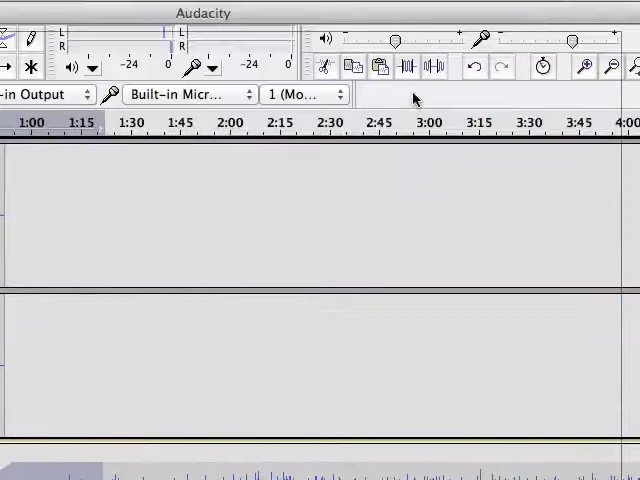 Audacity
L
R
-24 0
L
R
-24 0
- +
- +
-in Output
Built-in Micr...
1 (Mo...
1:00 1:15 1:30 1:45 2:00 2:15 2:30 2:45 3:00 3:15 3:30 3:45 4:00